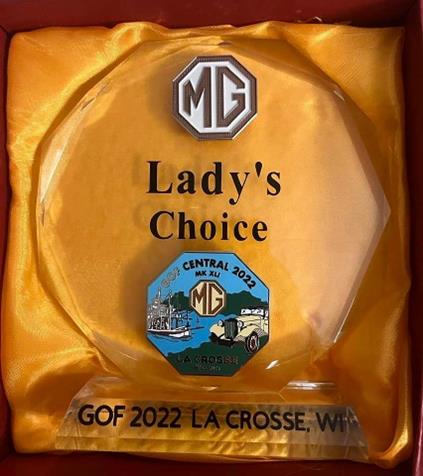 MG
Lady's
Choice
GOF CENTRAL 2022
MK XLI
MG
LA CROSSE
GOF 2022 LA CROSSE, WI